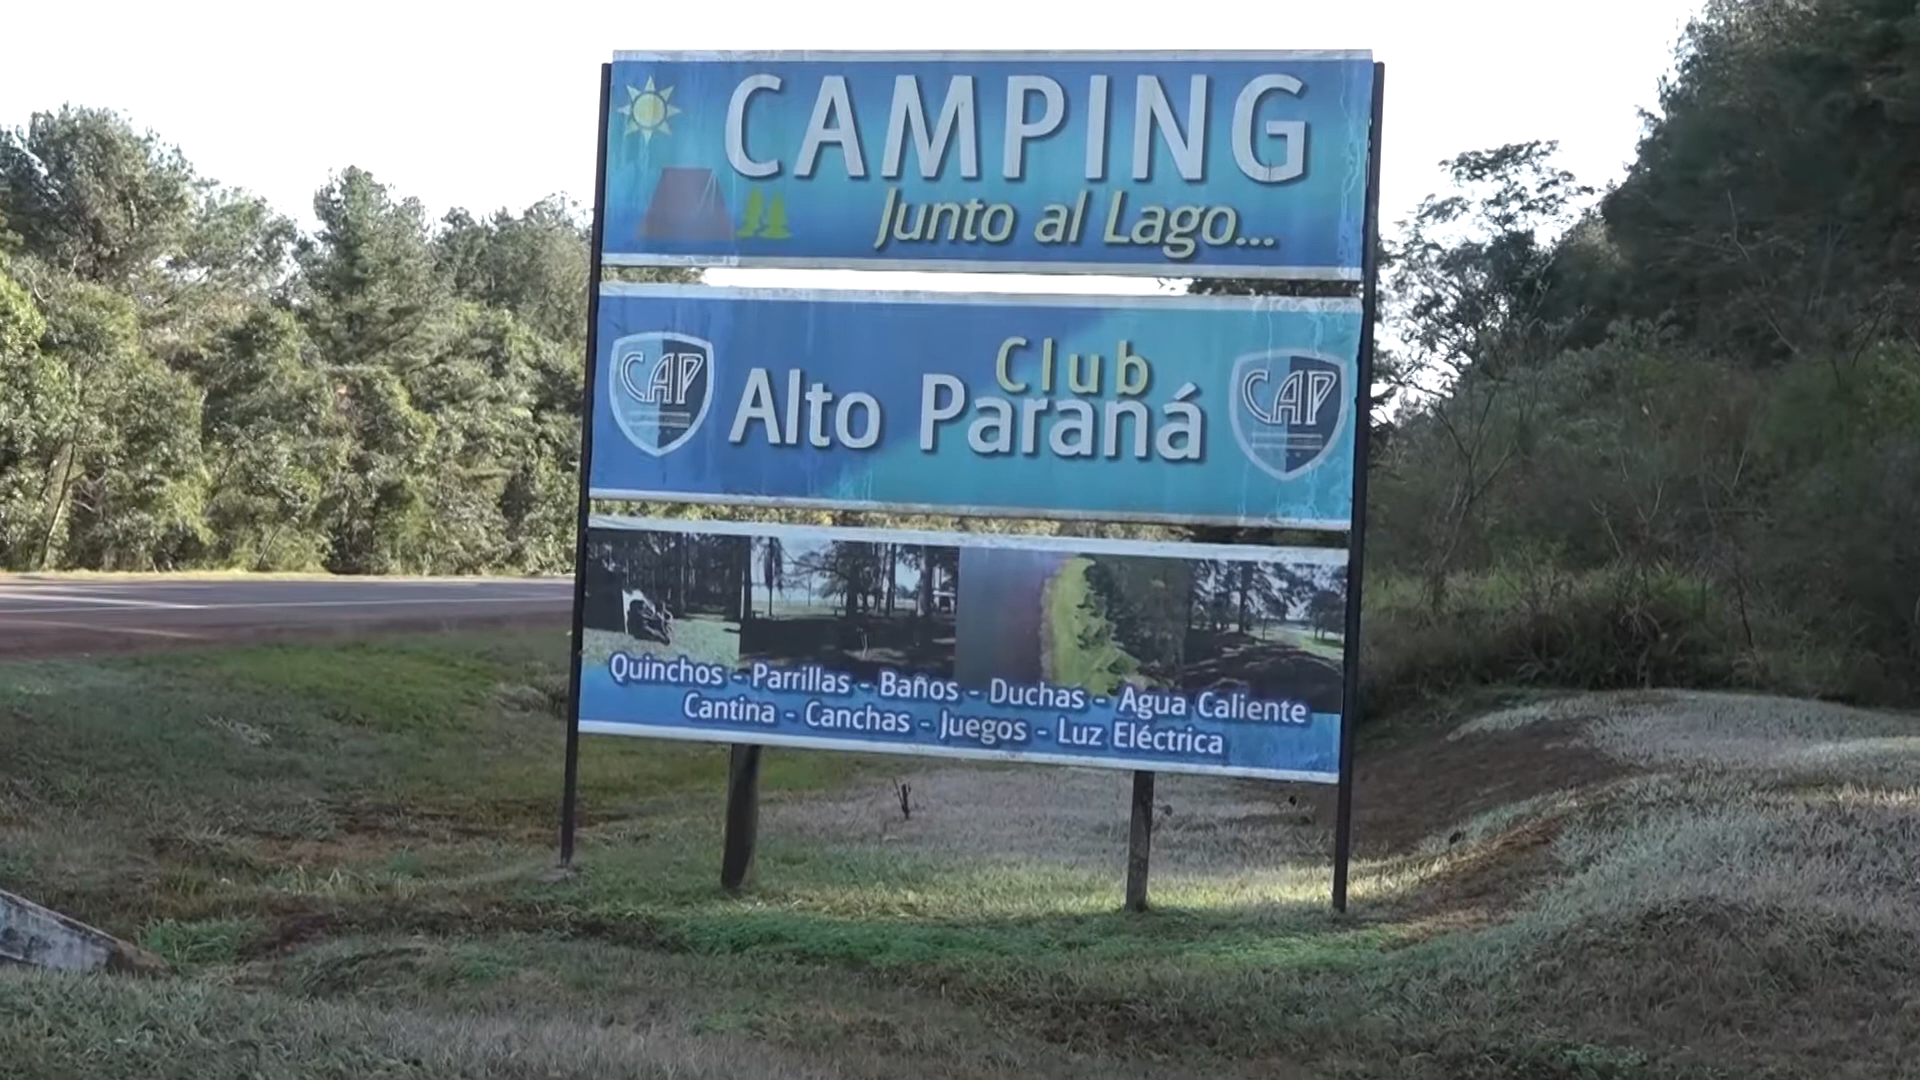 CAMPING
Junto al Lago...
CAP
Club
Alto Paraná
CAP
Quinchos - Parrillas - Baños - Duchas - Agua Caliente
Cantina - Canchas - Juegos - Luz Eléctrica